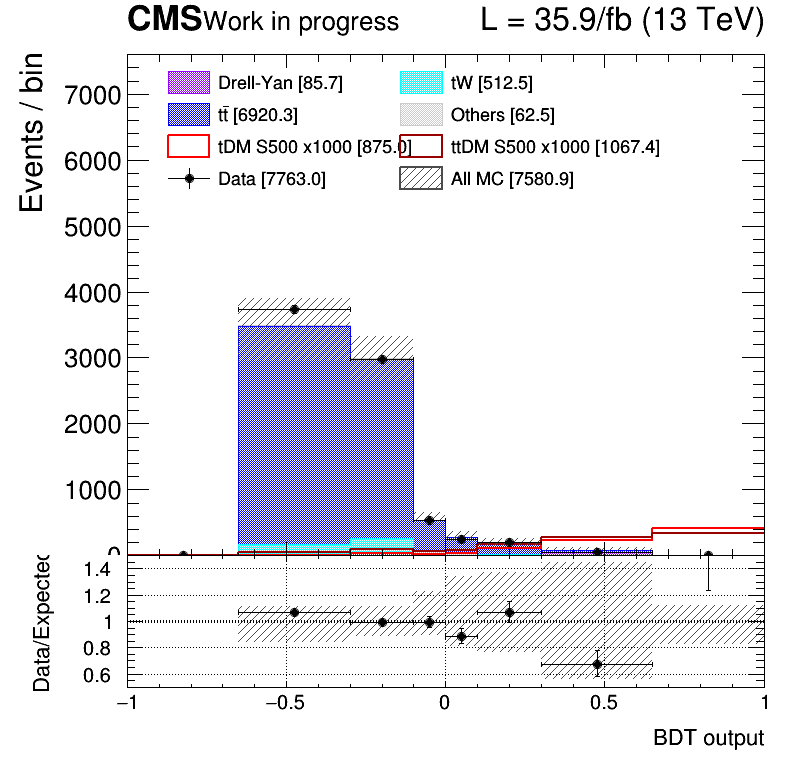 CMS Work in progress L = 35.9/fb (13 TeV)
Events / bin
7000
6000
5000
4000
3000
2000
1000
0
Drell-Yan [85.7] tW [512.5]
tt̄ [6920.3] Others [62.5]
tDM S500 x1000 [875.0] ttDM S500 x1000 [1067.4]
Data [7763.0] All MC [7580.9]
Data/Expected
1.4
1.2
1
0.8
0.6
−1 −0.5 0 0.5 1
BDT output